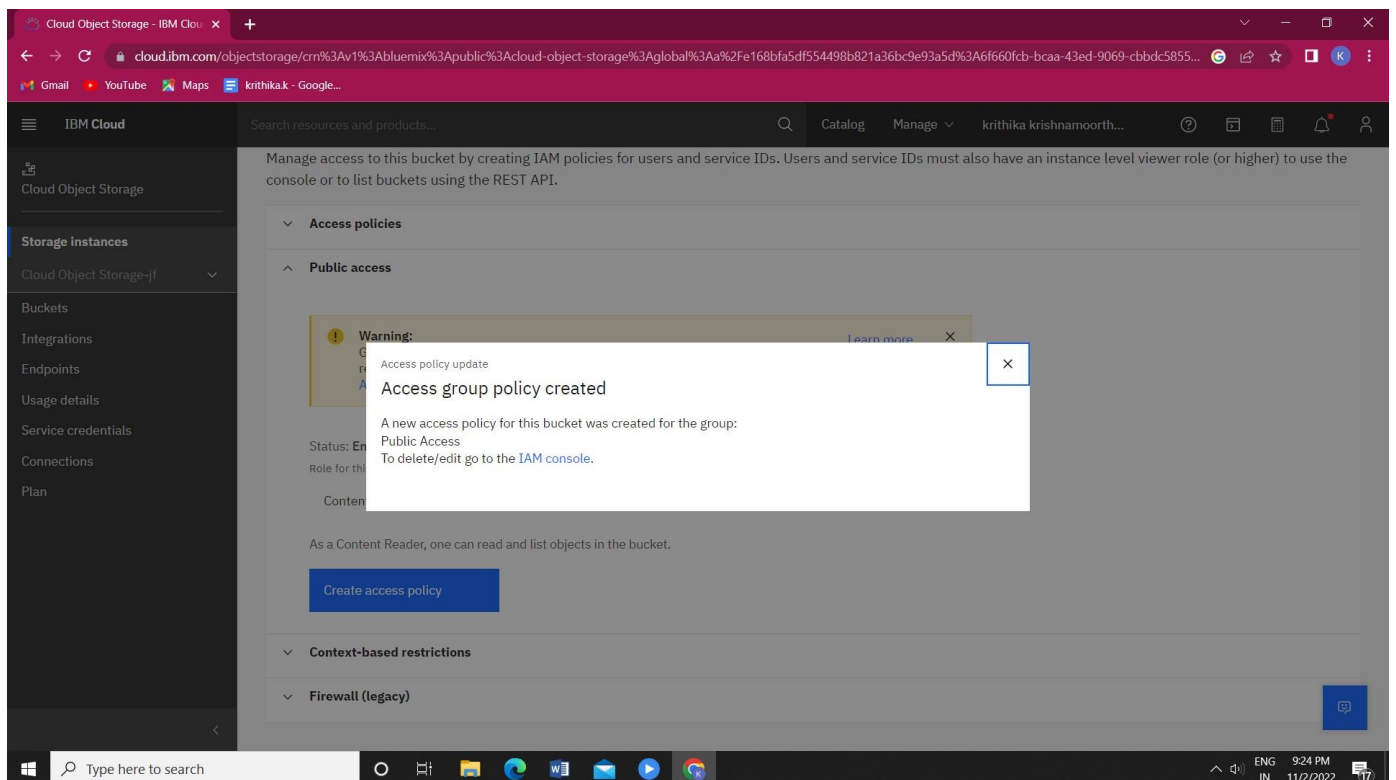 Cloud Object Storage - IBM Clou
cloud.ibm.com/objectstorage/crn%3Av1%3Abluemix%3Apublic%3Acloud-object-storage%3Aglobal%3Aa%2Fe168bfa5df554498b821a36bc9e93a5d%3A6f660fcb-bcaa-43ed-9069-cbbdc5855...
Gmail YouTube Maps krithika.k - Google...
IBM Cloud Search resources and products... Catalog Manage krithika krishnamoorth...
Cloud Object Storage
Storage instances
Cloud Object Storage-jf
Buckets
Integrations
Endpoints
Usage details
Service credentials
Connections
Plan
Manage access to this bucket by creating IAM policies for users and service IDs. Users and service IDs must also have an instance level viewer role (or higher) to use the
console or to list buckets using the REST API.
Access policies
Public access
Warning: Learn more
Access policy update
Access group policy created
A new access policy for this bucket was created for the group:
Public Access
To delete/edit go to the IAM console.
Status: En
Role for thi
Conten
As a Content Reader, one can read and list objects in the bucket.
Create access policy
Context-based restrictions
Firewall (legacy)
Type here to search
ENG 9:24 PM
IN 11/2/2022
17